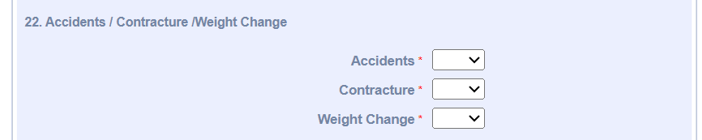 22. Accidents / Contracture /Weight Change
Accidents *
Contracture *
Weight Change *